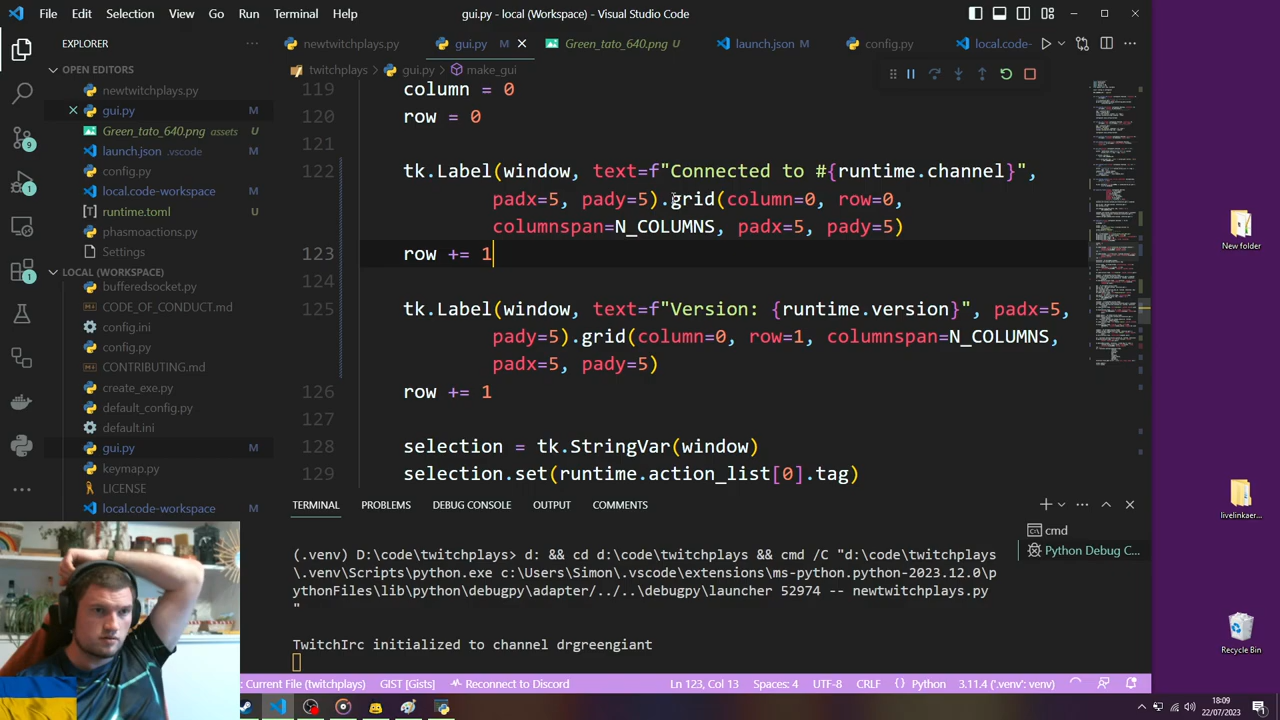 File Edit Selection View Go Run Terminal Help
gui.py - local (Workspace) - Visual Studio Code
EXPLORER
newtwitchplays.py
gui.py M
Green_tato_640.png U
launch.json M
config.py
local.code-
twitchplays > gui.py > make_gui
OPEN EDITORS
newtwitchplays.py
gui.py M
Green_tato_640.png assets U
launch.json .vscode M
config.py
local.code-workspace
runtime.toml
phasmoactions.py
Settings
LOCAL (WORKSPACE)
bufferedsocket.py
CODE_OF_CONDUCT.md
config.ini
config.py
CONTRIBUTING.md
create_exe.py
default_config.py
default.ini
gui.py M
keymap.py
LICENSE
local.code-workspace
119 column = 0
120 row = 0
121
122 tk.Label(window, text=f"Connected to #{runtime.channel}",
padx=5, pady=5).grid(column=0, row=0,
columnspan=N_COLUMNS, padx=5, pady=5)
123 row += 1
124
125 tk.Label(window, text=f"Version: {runtime.version}", padx=5,
pady=5).grid(column=0, row=1, columnspan=N_COLUMNS,
padx=5, pady=5)
126 row += 1
127
128 selection = tk.StringVar(window)
129 selection.set(runtime.action_list[0].tag)
TERMINAL PROBLEMS DEBUG CONSOLE OUTPUT COMMENTS
cmd
Python Debug C...
(.venv) D:\code\twitchplays> d: && cd d:\code\twitchplays && cmd /C "d:\code\twitchplays
\.venv\Scripts\python.exe c:\Users\Simon\.vscode\extensions\ms-python.python-2023.12.0\p
ythonFiles\lib\python\debugpy\adapter/../..\debugpy\launcher 52974 -- newtwitchplays.py
"
TwitchIrc initialized to channel drgreengiant
: Current File (twitchplays) GIST [Gists] Reconnect to Discord Ln 123, Col 13 Spaces: 4 UTF-8 CRLF Python 3.11.4 ('.venv': venv)
New folder
livelinkaer...
Recycle Bin
9
1
1
18:09
22/07/2023
1